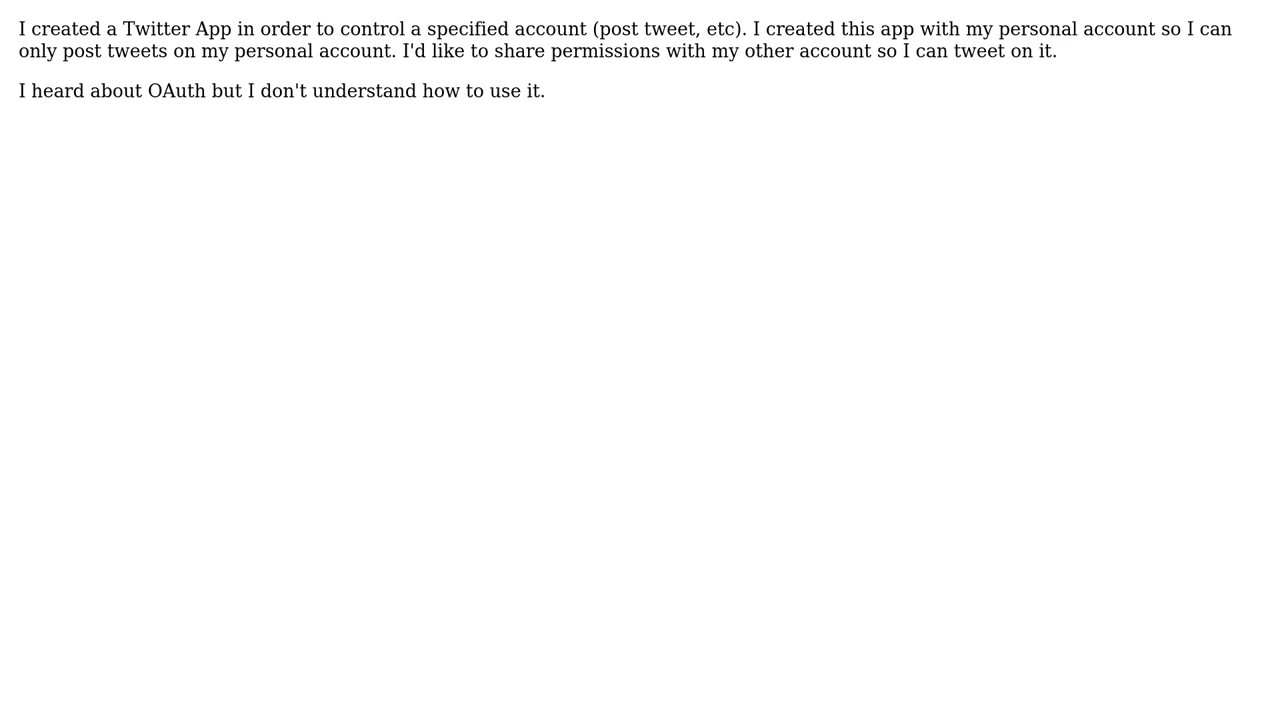 I created a Twitter App in order to control a specified account (post tweet, etc). I created this app with my personal account so I can
only post tweets on my personal account. I'd like to share permissions with my other account so I can tweet on it.
I heard about OAuth but I don't understand how to use it.